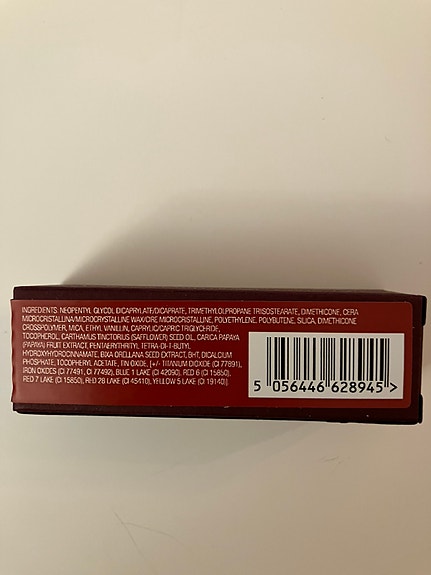 INGREDIENTS: NEOPENTYL GLYCOL DICAPRYLATE/DICAPRATE, TRIMETHYLOLPROPANE TRIISOSTEARATE, DIMETHICONE, CERA
MICROCRISTALLINA/MICROCRYSTALLINE WAX/CIRE MICROCRISTALLINE, POLYETHYLENE, POLYBUTENE, SILICA, DIMETHICONE
CROSSPOLYMER, MICA, ETHYL VANILLIN, CAPRYLIC/CAPRIC TRIGLYCERIDE,
TOCOPHEROL, CARTHAMUS TINCTORIUS (SAFFLOWER) SEED OIL, CARICA PAPAYA
(PAPAYA) FRUIT EXTRACT, PENTAERYTHRITYL TETRA-DI-T-BUTYL
HYDROXYHYDROCINNAMATE, BIXA ORELLANA SEED EXTRACT, BHT, DICALCIUM
PHOSPHATE, TOCOPHERYL ACETATE, TIN OXIDE, [+/- TITANIUM DIOXIDE (CI 77891),
IRON OXIDES (CI 77491, CI 77492), BLUE 1 LAKE (CI 42090), RED 6 (CI 15850),
RED 7 LAKE (CI 15850), RED 28 LAKE (CI 45410), YELLOW 5 LAKE (CI 19140)]
5 056446 628945 >